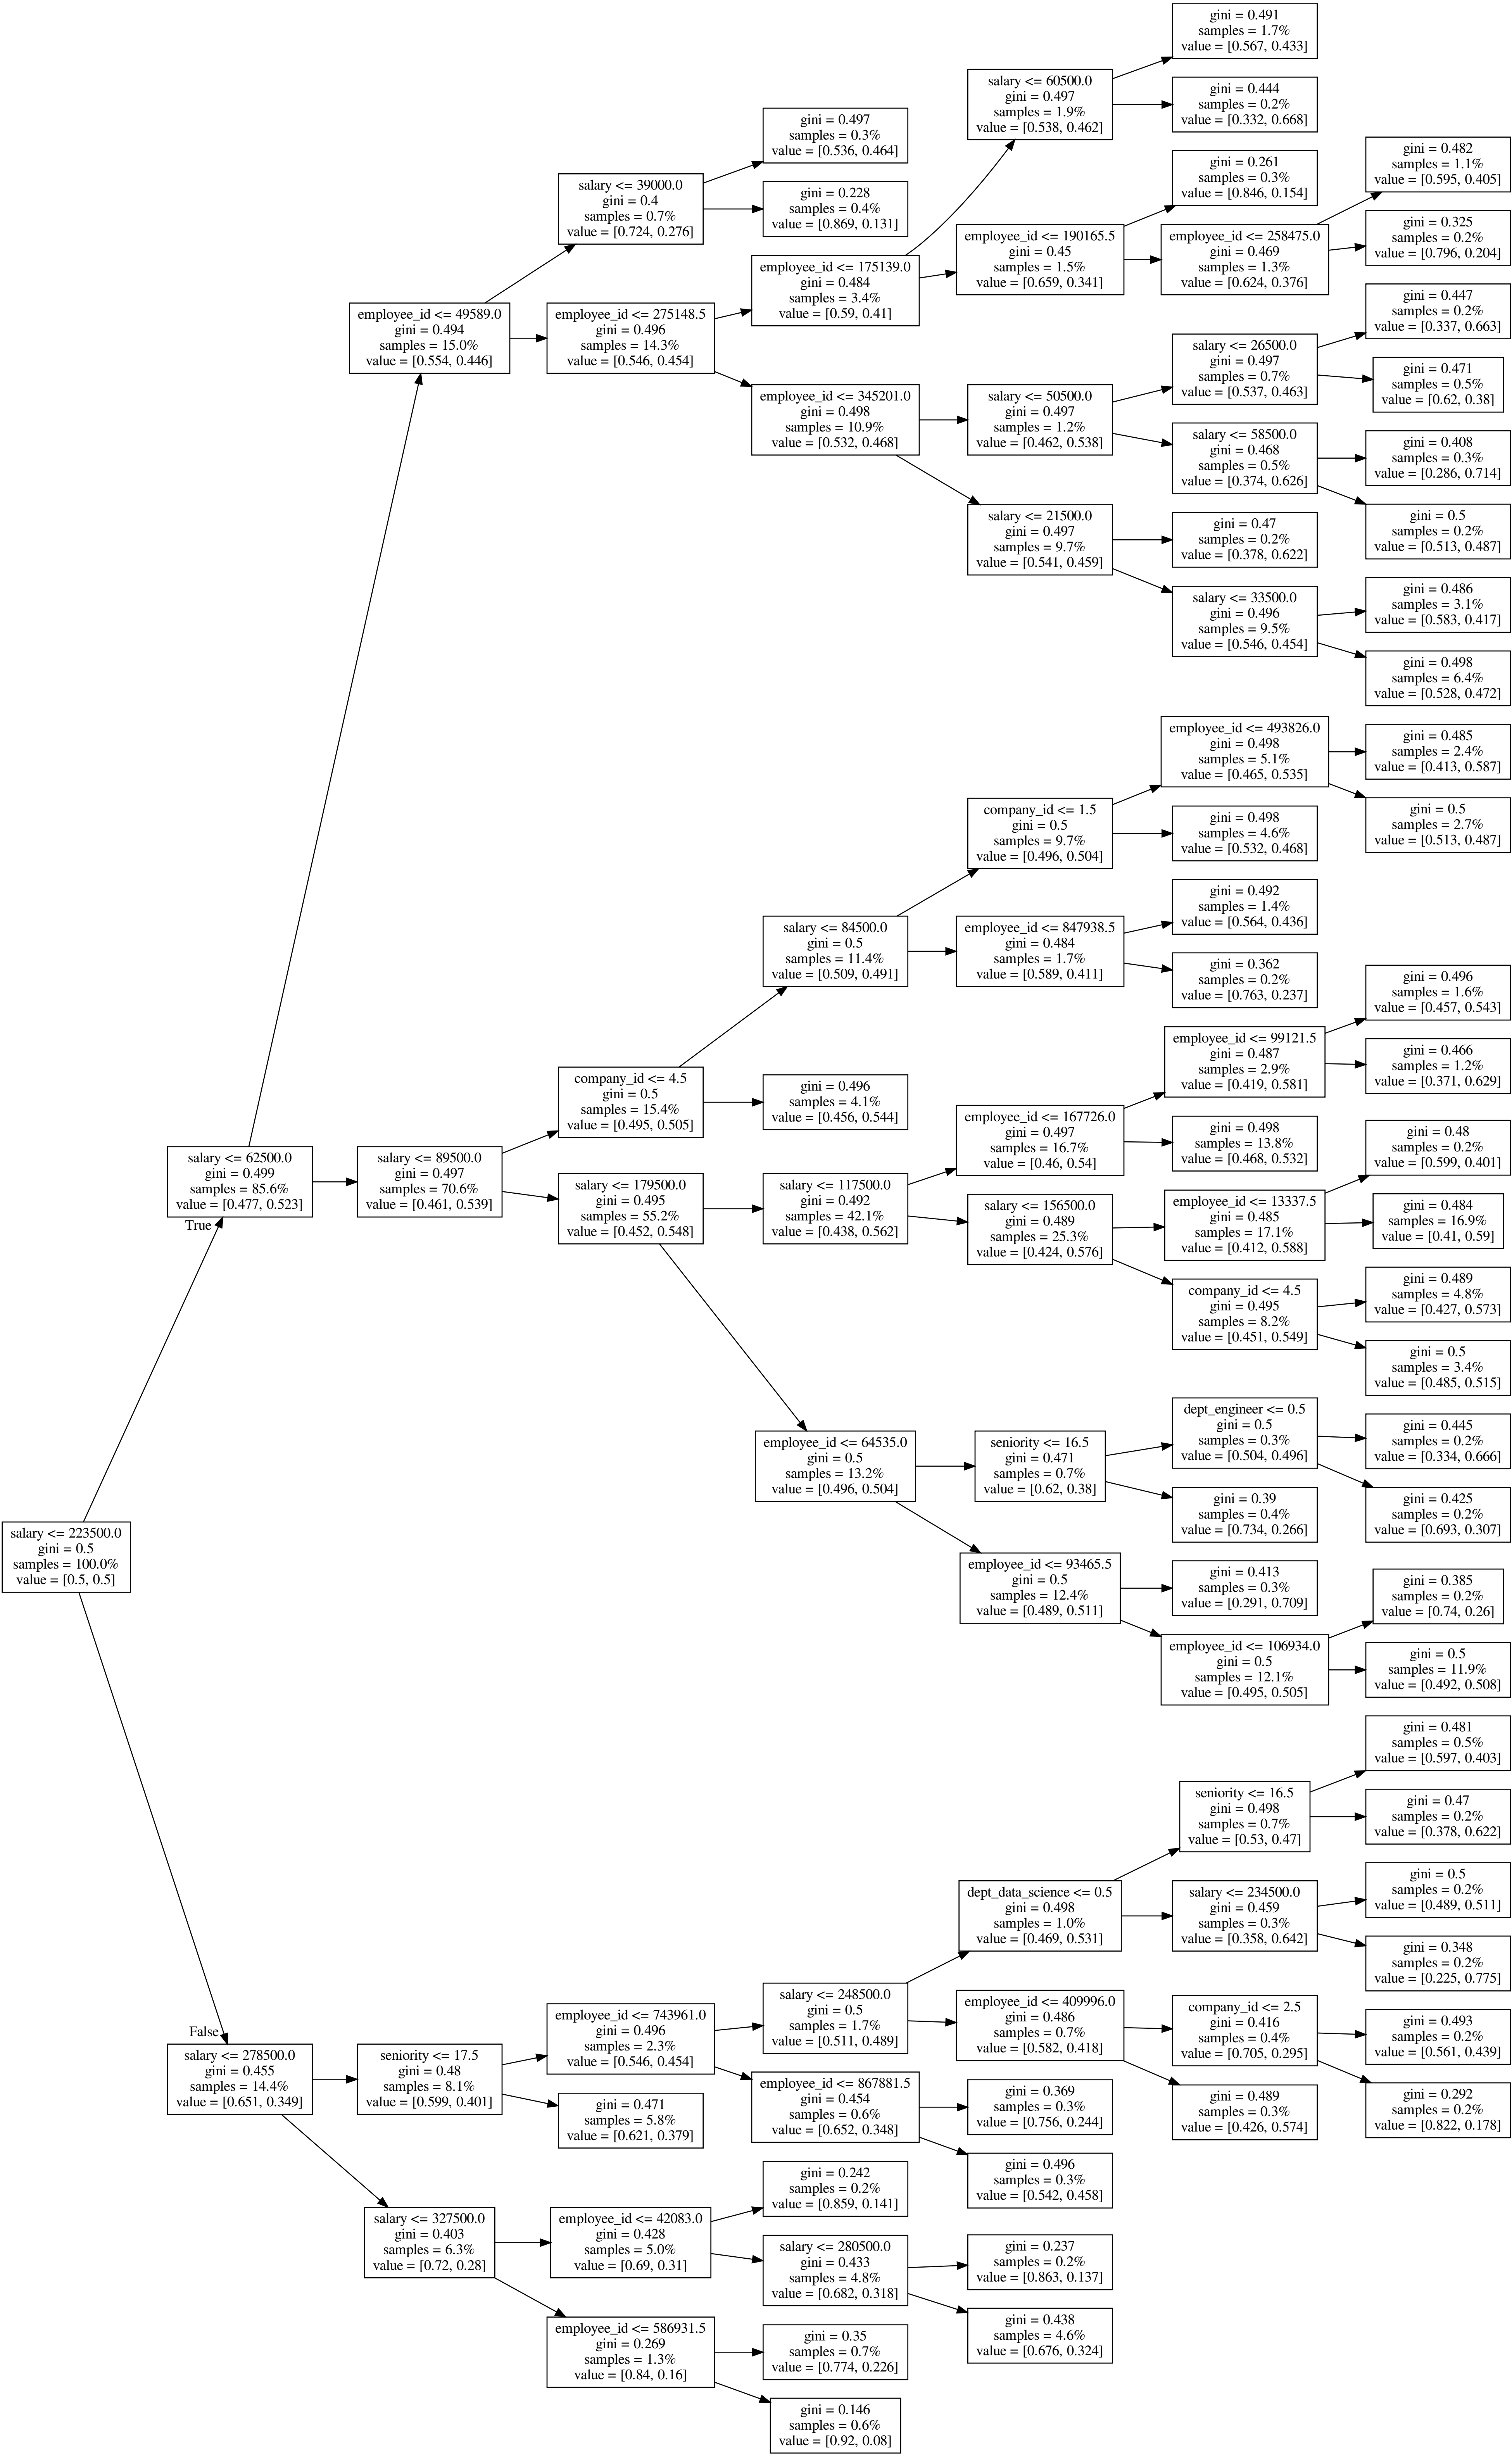 salary <= 223500.0
gini = 0.5
samples = 100.0%
value = [0.5, 0.5]
True
False
salary <= 62500.0
gini = 0.499
samples = 85.6%
value = [0.477, 0.523]
salary <= 278500.0
gini = 0.455
samples = 14.4%
value = [0.651, 0.349]
employee_id <= 49589.0
gini = 0.494
samples = 15.0%
value = [0.554, 0.446]
salary <= 89500.0
gini = 0.497
samples = 70.6%
value = [0.461, 0.539]
seniority <= 17.5
gini = 0.48
samples = 8.1%
value = [0.599, 0.401]
salary <= 327500.0
gini = 0.403
samples = 6.3%
value = [0.72, 0.28]
salary <= 39000.0
gini = 0.4
samples = 0.7%
value = [0.724, 0.276]
employee_id <= 275148.5
gini = 0.496
samples = 14.3%
value = [0.546, 0.454]
company_id <= 4.5
gini = 0.5
samples = 15.4%
value = [0.495, 0.505]
salary <= 179500.0
gini = 0.495
samples = 55.2%
value = [0.452, 0.548]
employee_id <= 743961.0
gini = 0.496
samples = 2.3%
value = [0.546, 0.454]
gini = 0.471
samples = 5.8%
value = [0.621, 0.379]
employee_id <= 42083.0
gini = 0.428
samples = 5.0%
value = [0.69, 0.31]
employee_id <= 586931.5
gini = 0.269
samples = 1.3%
value = [0.84, 0.16]
gini = 0.497
samples = 0.3%
value = [0.536, 0.464]
gini = 0.228
samples = 0.4%
value = [0.869, 0.131]
employee_id <= 175139.0
gini = 0.484
samples = 3.4%
value = [0.59, 0.41]
employee_id <= 345201.0
gini = 0.498
samples = 10.9%
value = [0.532, 0.468]
salary <= 84500.0
gini = 0.5
samples = 11.4%
value = [0.509, 0.491]
gini = 0.496
samples = 4.1%
value = [0.456, 0.544]
salary <= 117500.0
gini = 0.492
samples = 42.1%
value = [0.438, 0.562]
employee_id <= 64535.0
gini = 0.5
samples = 13.2%
value = [0.496, 0.504]
salary <= 248500.0
gini = 0.5
samples = 1.7%
value = [0.511, 0.489]
employee_id <= 867881.5
gini = 0.454
samples = 0.6%
value = [0.652, 0.348]
gini = 0.242
samples = 0.2%
value = [0.859, 0.141]
salary <= 280500.0
gini = 0.433
samples = 4.8%
value = [0.682, 0.318]
gini = 0.35
samples = 0.7%
value = [0.774, 0.226]
gini = 0.146
samples = 0.6%
value = [0.92, 0.08]
salary <= 60500.0
gini = 0.497
samples = 1.9%
value = [0.538, 0.462]
employee_id <= 190165.5
gini = 0.45
samples = 1.5%
value = [0.659, 0.341]
salary <= 50500.0
gini = 0.497
samples = 1.2%
value = [0.462, 0.538]
salary <= 21500.0
gini = 0.497
samples = 9.7%
value = [0.541, 0.459]
company_id <= 1.5
gini = 0.5
samples = 9.7%
value = [0.496, 0.504]
employee_id <= 847938.5
gini = 0.484
samples = 1.7%
value = [0.589, 0.411]
employee_id <= 167726.0
gini = 0.497
samples = 16.7%
value = [0.46, 0.54]
salary <= 156500.0
gini = 0.489
samples = 25.3%
value = [0.424, 0.576]
seniority <= 16.5
gini = 0.471
samples = 0.7%
value = [0.62, 0.38]
employee_id <= 93465.5
gini = 0.5
samples = 12.4%
value = [0.489, 0.511]
dept_data_science <= 0.5
gini = 0.498
samples = 1.0%
value = [0.469, 0.531]
employee_id <= 409996.0
gini = 0.486
samples = 0.7%
value = [0.582, 0.418]
gini = 0.369
samples = 0.3%
value = [0.756, 0.244]
gini = 0.496
samples = 0.3%
value = [0.542, 0.458]
gini = 0.237
samples = 0.2%
value = [0.863, 0.137]
gini = 0.438
samples = 4.6%
value = [0.676, 0.324]
gini = 0.491
samples = 1.7%
value = [0.567, 0.433]
gini = 0.444
samples = 0.2%
value = [0.332, 0.668]
gini = 0.261
samples = 0.3%
value = [0.846, 0.154]
employee_id <= 258475.0
gini = 0.469
samples = 1.3%
value = [0.624, 0.376]
salary <= 26500.0
gini = 0.497
samples = 0.7%
value = [0.537, 0.463]
salary <= 58500.0
gini = 0.468
samples = 0.5%
value = [0.374, 0.626]
gini = 0.47
samples = 0.2%
value = [0.378, 0.622]
salary <= 33500.0
gini = 0.496
samples = 9.5%
value = [0.546, 0.454]
employee_id <= 493826.0
gini = 0.498
samples = 5.1%
value = [0.465, 0.535]
gini = 0.498
samples = 4.6%
value = [0.532, 0.468]
gini = 0.492
samples = 1.4%
value = [0.564, 0.436]
gini = 0.362
samples = 0.2%
value = [0.763, 0.237]
employee_id <= 99121.5
gini = 0.487
samples = 2.9%
value = [0.419, 0.581]
gini = 0.498
samples = 13.8%
value = [0.468, 0.532]
employee_id <= 13337.5
gini = 0.485
samples = 17.1%
value = [0.412, 0.588]
company_id <= 4.5
gini = 0.495
samples = 8.2%
value = [0.451, 0.549]
dept_engineer <= 0.5
gini = 0.5
samples = 0.3%
value = [0.504, 0.496]
gini = 0.39
samples = 0.4%
value = [0.734, 0.266]
gini = 0.413
samples = 0.3%
value = [0.291, 0.709]
employee_id <= 106934.0
gini = 0.5
samples = 12.1%
value = [0.495, 0.505]
seniority <= 16.5
gini = 0.498
samples = 0.7%
value = [0.53, 0.47]
salary <= 234500.0
gini = 0.459
samples = 0.3%
value = [0.358, 0.642]
company_id <= 2.5
gini = 0.416
samples = 0.4%
value = [0.705, 0.295]
gini = 0.489
samples = 0.3%
value = [0.426, 0.574]
gini = 0.482
samples = 1.1%
value = [0.595, 0.405]
gini = 0.325
samples = 0.2%
value = [0.796, 0.204]
gini = 0.447
samples = 0.2%
value = [0.337, 0.663]
gini = 0.471
samples = 0.5%
value = [0.62, 0.38]
gini = 0.408
samples = 0.3%
value = [0.286, 0.714]
gini = 0.5
samples = 0.2%
value = [0.513, 0.487]
gini = 0.486
samples = 3.1%
value = [0.583, 0.417]
gini = 0.498
samples = 6.4%
value = [0.528, 0.472]
gini = 0.485
samples = 2.4%
value = [0.413, 0.587]
gini = 0.5
samples = 2.7%
value = [0.513, 0.487]
gini = 0.496
samples = 1.6%
value = [0.457, 0.543]
gini = 0.466
samples = 1.2%
value = [0.371, 0.629]
gini = 0.48
samples = 0.2%
value = [0.599, 0.401]
gini = 0.484
samples = 16.9%
value = [0.41, 0.59]
gini = 0.489
samples = 4.8%
value = [0.427, 0.573]
gini = 0.5
samples = 3.4%
value = [0.485, 0.515]
gini = 0.445
samples = 0.2%
value = [0.334, 0.666]
gini = 0.425
samples = 0.2%
value = [0.693, 0.307]
gini = 0.385
samples = 0.2%
value = [0.74, 0.26]
gini = 0.5
samples = 11.9%
value = [0.492, 0.508]
gini = 0.481
samples = 0.5%
value = [0.597, 0.403]
gini = 0.47
samples = 0.2%
value = [0.378, 0.622]
gini = 0.5
samples = 0.2%
value = [0.489, 0.511]
gini = 0.348
samples = 0.2%
value = [0.225, 0.775]
gini = 0.493
samples = 0.2%
value = [0.561, 0.439]
gini = 0.292
samples = 0.2%
value = [0.822, 0.178]